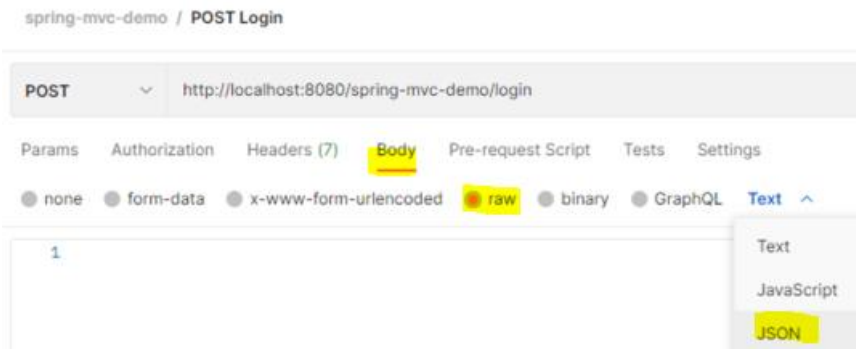 spring-mvc-demo / POST Login
POST http://localhost:8080/spring-mvc-demo/login
Params Authorization Headers (7) Body Pre-request Script Tests Settings
none form-data x-www-form-urlencoded raw binary GraphQL Text
1
Text
JavaScript
JSON